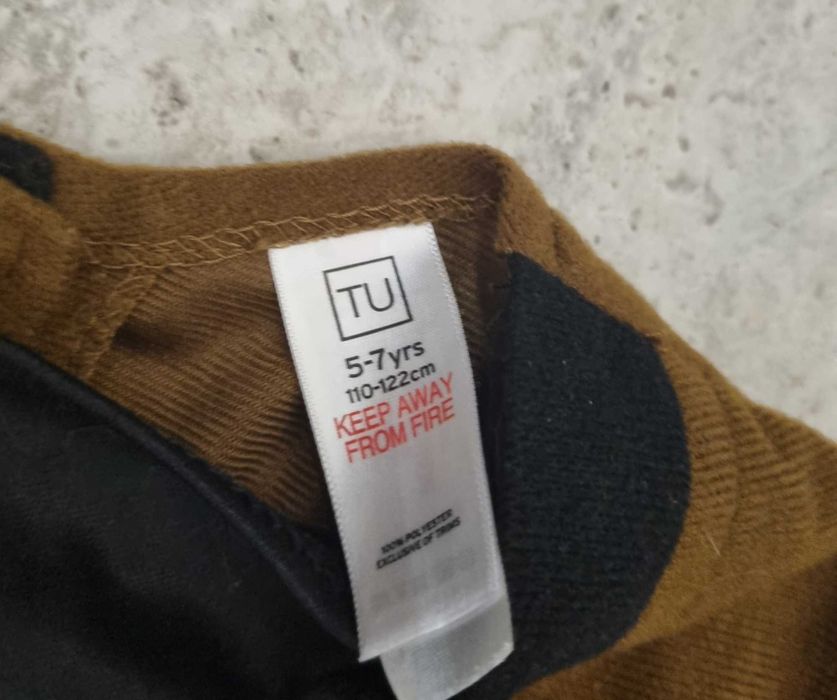 TU
5-7yrs
110-122cm
KEEP AWAY
FROM FIRE
100% POLYESTER
EXCLUSIVE OF TRIMS